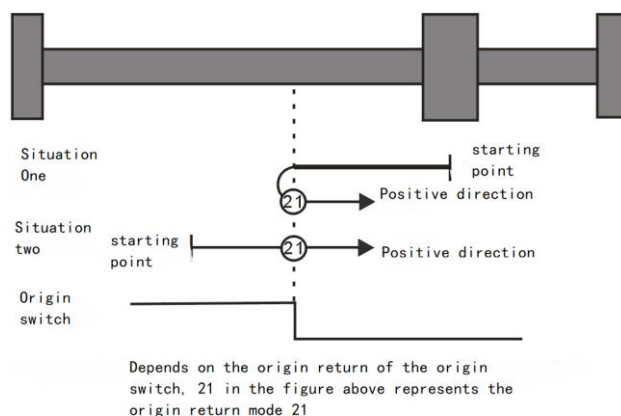 Situation
One
starting
point
21
Positive direction
Situation
two
starting
point
21
Positive direction
Origin
switch
Depends on the origin return of the origin
switch, 21 in the figure above represents the
origin return mode 21